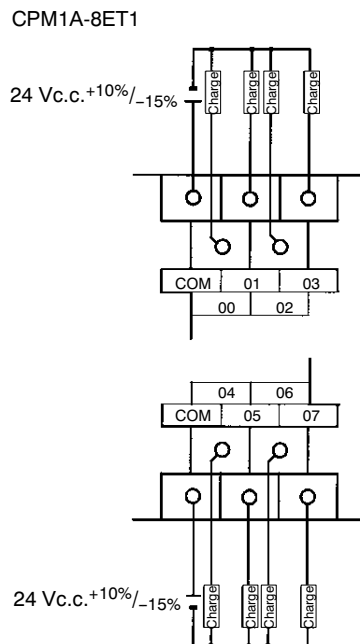 CPM1A-8ET1
24 Vc.c.+10%/–15%
Charge Charge Charge Charge
COM 01 03
00 02
04 06
COM 05 07
24 Vc.c.+10%/–15%
Charge Charge Charge Charge